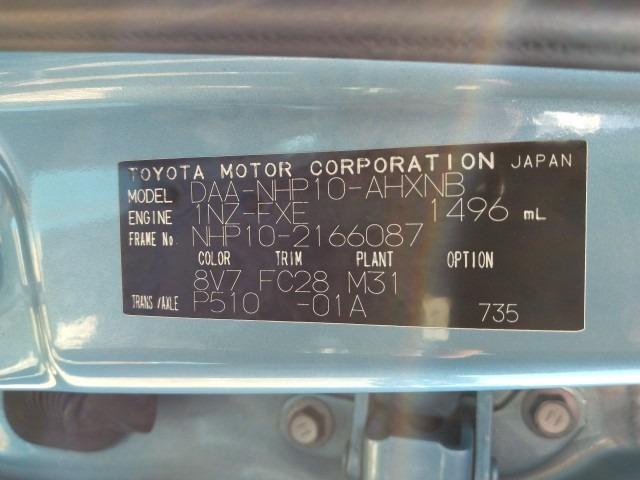 TOYOTA MOTOR CORPORATION JAPAN
MODEL DAA-NHP10-AHXNB
ENGINE 1NZ-FXE 1496 mL
FRAME No. NHP10-2166087
COLOR TRIM PLANT OPTION
8V7 FC28 M31
TRANS/AXLE P510 -01A 735